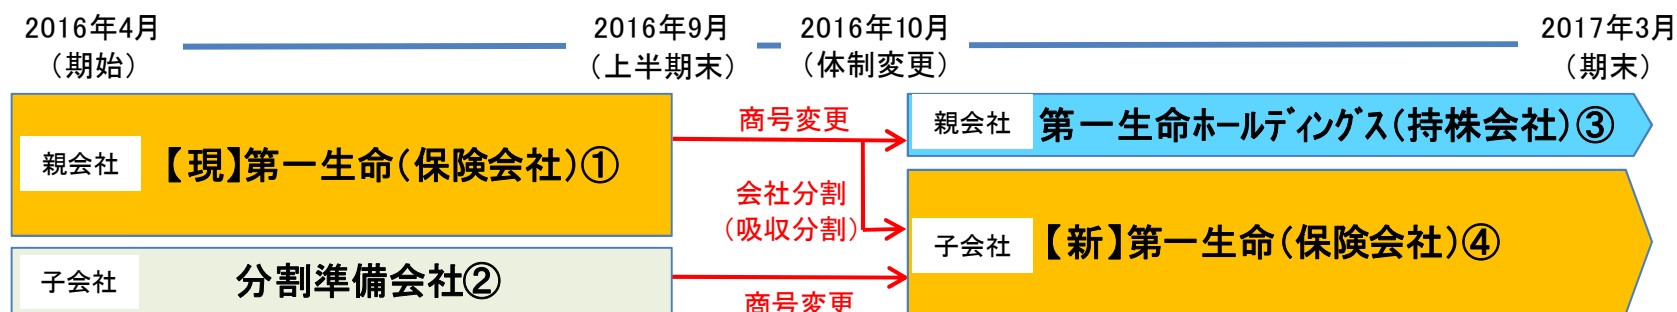 2016年4月
（期始）
2016年9月
（上半期末）
2016年10月
（体制変更）
2017年3月
（期末）
親会社
【現】第一生命（保険会社）①
子会社
分割準備会社②
商号変更
会社分割
（吸収分割）
商号変更
親会社
第一生命ホールディングス（持株会社）③
子会社
【新】第一生命（保険会社）④